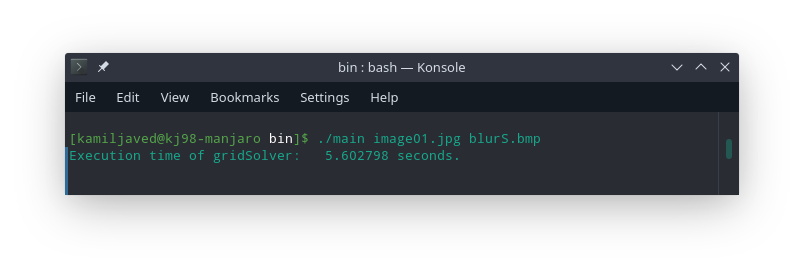 bin : bash — Konsole
File Edit View Bookmarks Settings Help
[kamiljaved@kj98-manjaro bin]$ ./main image01.jpg blurS.bmp
Execution time of gridSolver:   5.602798 seconds.